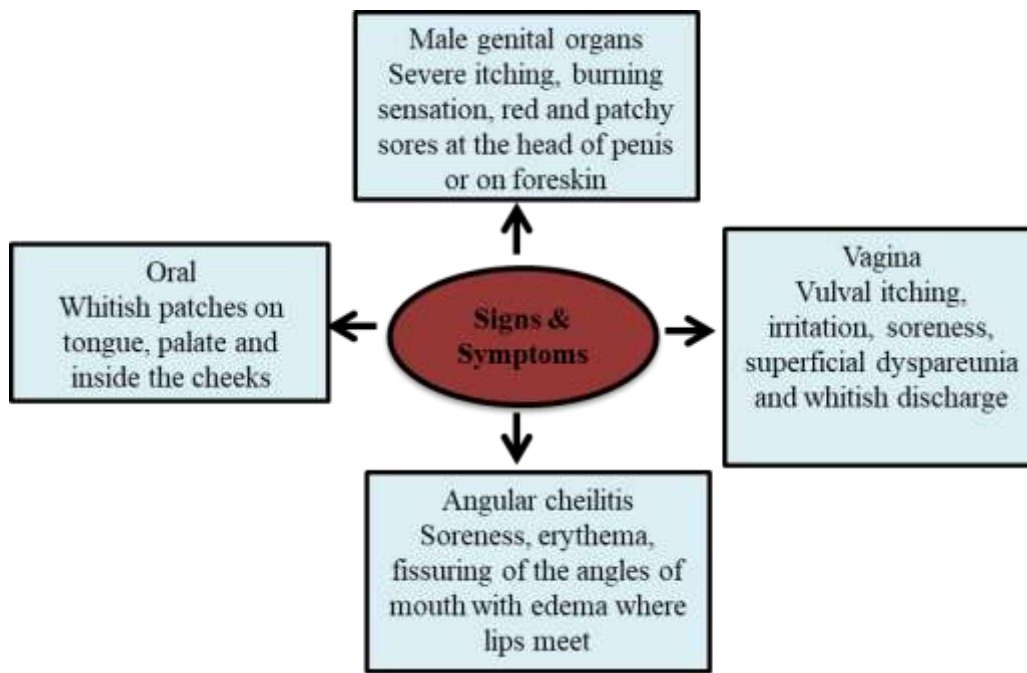 Male genital organs
Severe itching, burning
sensation, red and patchy
sores at the head of penis
or on foreskin
Oral
Whitish patches on
tongue, palate and
inside the cheeks
Signs &
Symptoms
Vagina
Vulval itching,
irritation, soreness,
superficial dyspareunia
and whitish discharge
Angular cheilitis
Soreness, erythema,
fissuring of the angles of
mouth with edema where
lips meet